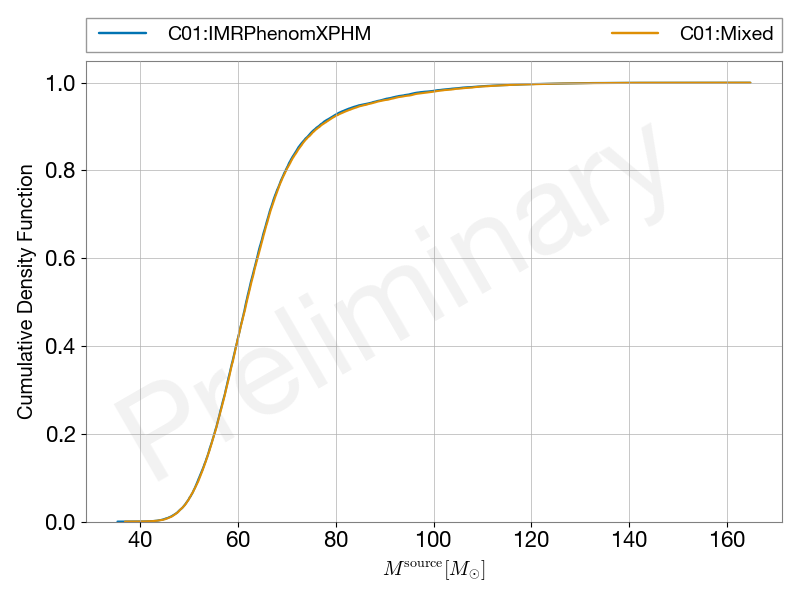 C01:IMRPhenomXPHM C01:Mixed
1.0
0.8
0.6
0.4
0.2
0.0
Cumulative Density Function
Preliminary
40 60 80 100 120 140 160
M^source [M_⊙]